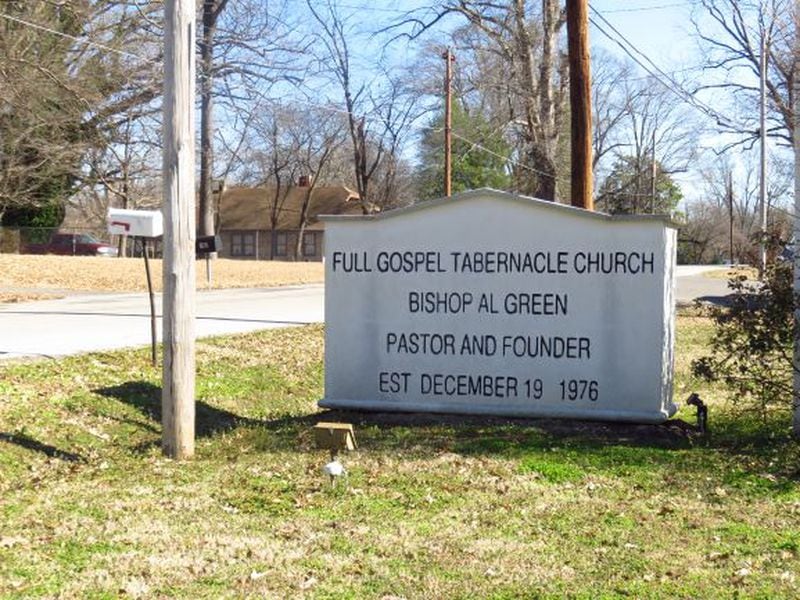 FULL GOSPEL TABERNACLE CHURCH
BISHOP AL GREEN
PASTOR AND FOUNDER
EST DECEMBER 19 1976